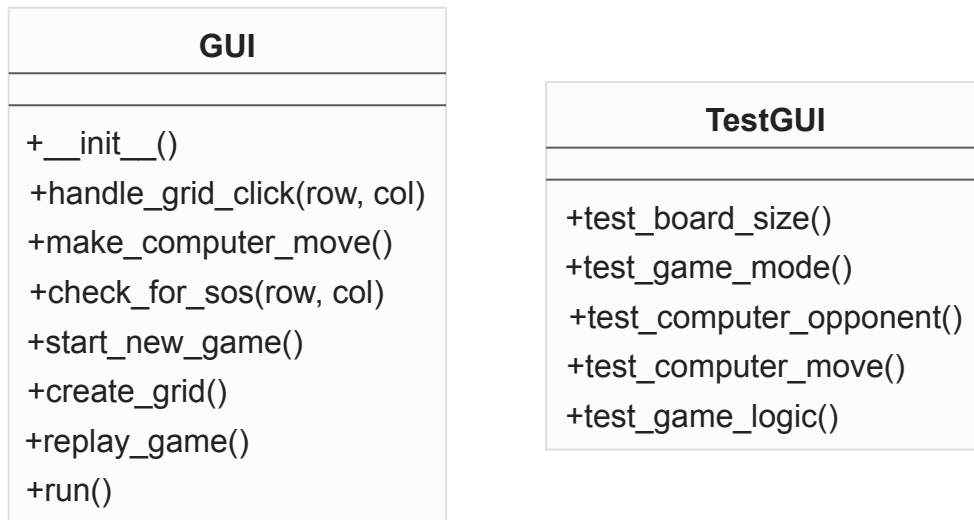 GUI
+__init__()
+handle_grid_click(row, col)
+make_computer_move()
+check_for_sos(row, col)
+start_new_game()
+create_grid()
+replay_game()
+run()
TestGUI
+test_board_size()
+test_game_mode()
+test_computer_opponent()
+test_computer_move()
+test_game_logic()